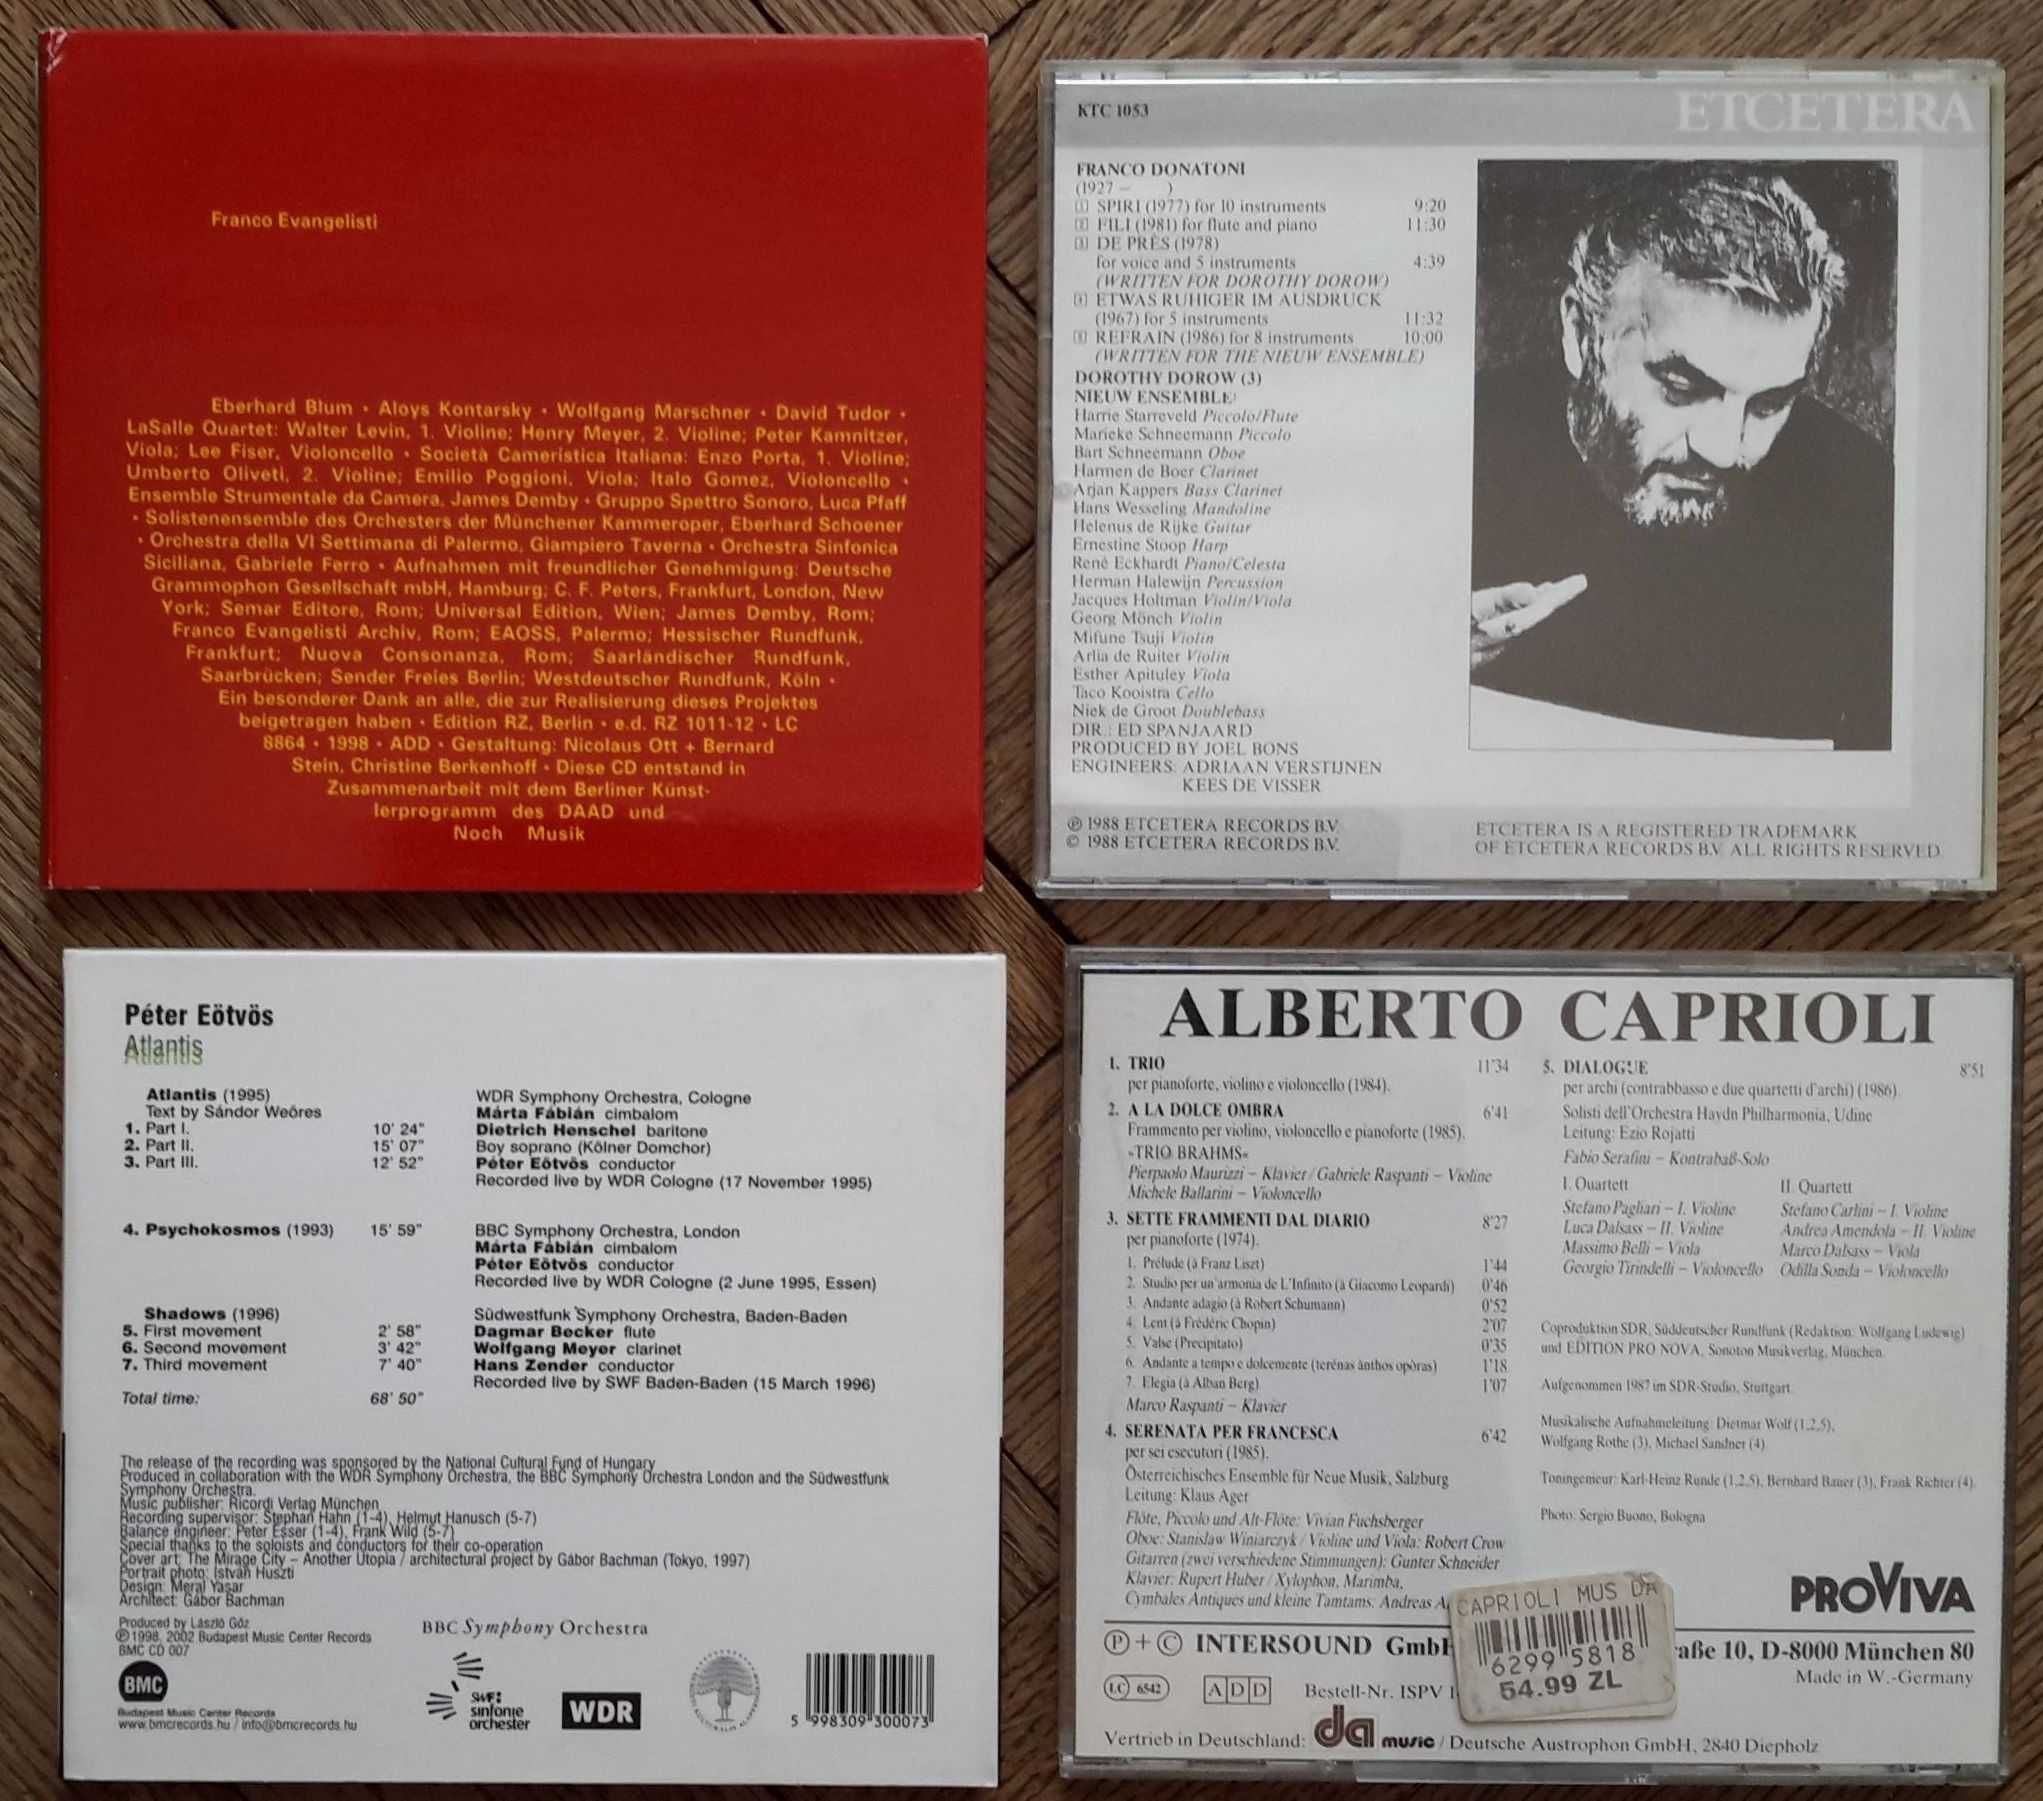 Franco Evangelisti
Eberhard Blum • Aloys Kontarsky • Wolfgang Marschner • David Tudor •
LaSalle Quartet: Walter Levin, 1. Violine; Henry Meyer, 2. Violine; Peter Kamnitzer,
Viola; Lee Fiser, Violoncello • Società Cameristica Italiana: Enzo Porta, 1. Violine;
Umberto Oliveti, 2. Violine; Emilio Poggioni, Viola; Italo Gomez, Violoncello •
Ensemble Strumentale da Camera, James Demby • Gruppo Spettro Sonoro, Luca Pfaff
• Solistenensemble des Orchesters der Münchener Kammeroper, Eberhard Schoener
• Orchestra della VI Settimana di Palermo, Giampiero Taverna • Orchestra Sinfonica
Siciliana, Gabriele Ferro • Aufnahmen mit freundlicher Genehmigung: Deutsche
Grammophon Gesellschaft mbH, Hamburg; C. F. Peters, Frankfurt, London, New
York; Semar Editore, Rom; Universal Edition, Wien; James Demby, Rom;
Franco Evangelisti Archiv, Rom; EAOSS, Palermo; Hessischer Rundfunk,
Frankfurt; Nuova Consonanza, Rom; Saarländischer Rundfunk,
Saarbrücken; Sender Freies Berlin; Westdeutscher Rundfunk, Köln •
Ein besonderer Dank an alle, die zur Realisierung dieses Projektes
beigetragen haben • Edition RZ, Berlin • e.d. RZ 1011-12 • LC
8864 • 1998 • ADD • Gestaltung: Nicolaus Ott + Bernard
Stein, Christine Berkenhoff • Diese CD entstand in
Zusammenarbeit mit dem Berliner Künst-
lerprogramm des DAAD und
Noch Musik
KTC 1053
ETCETERA
FRANCO DONATONI
(1927 – )
1 SPIRI (1977) for 10 instruments 9:20
2 FILI (1981) for flute and piano 11:30
3 DE PRÈS (1978)
for voice and 5 instruments 4:39
(WRITTEN FOR DOROTHY DOROW)
4 ETWAS RUHIGER IM AUSDRUCK
(1967) for 5 instruments 11:32
5 REFRAIN (1986) for 8 instruments 10:00
(WRITTEN FOR THE NIEUW ENSEMBLE)
DOROTHY DOROW (3)
NIEUW ENSEMBLE:
Harrie Starreveld Piccolo/Flute
Marieke Schneemann Piccolo
Bart Schneemann Oboe
Harmen de Boer Clarinet
Arjan Kappers Bass Clarinet
Hans Wesseling Mandoline
Helenus de Rijke Guitar
Ernestine Stoop Harp
René Eckhardt Piano/Celesta
Herman Halewijn Percussion
Jacques Holtman Violin/Viola
Georg Mönch Violin
Mifune Tsuji Violin
Arlia de Ruiter Violin
Esther Apituley Viola
Taco Kooistra Cello
Niek de Groot Doublebass
DIR.: ED SPANJAARD
PRODUCED BY JOEL BONS
ENGINEERS: ADRIAAN VERSTIJNEN
KEES DE VISSER
℗ 1988 ETCETERA RECORDS B.V.
© 1988 ETCETERA RECORDS B.V.
ETCETERA IS A REGISTERED TRADEMARK
OF ETCETERA RECORDS B.V. ALL RIGHTS RESERVED
Péter Eötvös
Atlantis
Atlantis (1995) WDR Symphony Orchestra, Cologne
Text by Sándor Weöres Márta Fábián cimbalom
1. Part I. 10' 24" Dietrich Henschel baritone
2. Part II. 15' 07" Boy soprano (Kölner Domchor)
3. Part III. 12' 52" Péter Eötvös conductor
Recorded live by WDR Cologne (17 November 1995)
4. Psychokosmos (1993) 15' 59" BBC Symphony Orchestra, London
Márta Fábián cimbalom
Péter Eötvös conductor
Recorded live by WDR Cologne (2 June 1995, Essen)
Shadows (1996) Südwestfunk Symphony Orchestra, Baden-Baden
5. First movement 2' 58" Dagmar Becker flute
6. Second movement 3' 42" Wolfgang Meyer clarinet
7. Third movement 7' 40" Hans Zender conductor
Recorded live by SWF Baden-Baden (15 March 1996)
Total time: 68' 50"
The release of the recording was sponsored by the National Cultural Fund of Hungary
Produced in collaboration with the WDR Symphony Orchestra, the BBC Symphony Orchestra London and the Südwestfunk
Symphony Orchestra.
Music publisher: Ricordi Verlag München
Recording supervisor: Stephan Hahn (1-4), Helmut Hanusch (5-7)
Balance engineer: Peter Esser (1-4), Frank Wild (5-7)
Special thanks to the soloists and conductors for their co-operation
Cover art: The Mirage City – Another Utopia / architectural project by Gábor Bachman (Tokyo, 1997)
Portrait photo: István Huszti
Design: Meral Yasar
Architect: Gábor Bachman
Produced by László Gőz
℗ 1998, 2002 Budapest Music Center Records
BMC CD 007
BMC
Budapest Music Center Records
www.bmcrecords.hu / info@bmcrecords.hu
BBC Symphony Orchestra
SWF:
sinfonie
orchester
WDR
5 998309 300073
ALBERTO CAPRIOLI
1. TRIO 11'34
per pianoforte, violino e violoncello (1984).
2. A LA DOLCE OMBRA 6'41
Frammento per violino, violoncello e pianoforte (1985).
»TRIO BRAHMS«
Pierpaolo Maurizzi – Klavier / Gabriele Raspanti – Violine
Michele Ballarini – Violoncello
3. SETTE FRAMMENTI DAL DIARIO 8'27
per pianoforte (1974).
1. Prélude (à Franz Liszt) 1'44
2. Studio per un'armonia de L'Infinito (à Giacomo Leopardi) 0'46
3. Andante adagio (à Robert Schumann) 0'52
4. Lent (à Frédéric Chopin) 2'07
5. Valse (Precipitato) 0'35
6. Andante a tempo e dolcemente (terénas ànthos opòras) 1'18
7. Elegia (à Alban Berg) 1'07
Marco Raspanti – Klavier
4. SERENATA PER FRANCESCA 6'42
per sei esecutori (1985).
Österreichisches Ensemble für Neue Musik, Salzburg
Leitung: Klaus Ager
Flöte, Piccolo und Alt-Flöte: Vivian Fuchsberger
Oboe: Stanislaw Winiarczyk / Violine und Viola: Robert Crow
Gitarren (zwei verschiedene Stimmungen): Gunter Schneider
Klavier: Rupert Huber / Xylophon, Marimba,
Cymbales Antiques und kleine Tamtams: Andreas A
5. DIALOGUE 8'51
per archi (contrabbasso e due quartetti d'archi) (1986).
Solisti dell'Orchestra Haydn Philharmonia, Udine
Leitung: Ezio Rojatti
Fabio Serafini – Kontrabaß-Solo
I. Quartett II. Quartett
Stefano Pagliari – I. Violine Stefano Carlini – I. Violine
Luca Dalsass – II. Violine Andrea Amendola – II. Violine
Massimo Belli – Viola Marco Dalsass – Viola
Georgio Tirindelli – Violoncello Odilla Sonda – Violoncello
Coproduktion SDR, Süddeutscher Rundfunk (Redaktion: Wolfgang Ludewig)
und EDITION PRO NOVA, Sonoton Musikverlag, München.
Aufgenommen 1987 im SDR-Studio, Stuttgart.
Musikalische Aufnahmeleitung: Dietmar Wolf (1,2,5),
Wolfgang Rothe (3), Michael Sandner (4).
Toningenieur: Karl-Heinz Runde (1,2,5), Bernhard Bauer (3), Frank Richter (4).
Photo: Sergio Buono, Bologna
PROVIVA
CAPRIOLI MUS DA
6299 5818
54.99 ZL
℗ + © INTERSOUND GmbH aße 10, D-8000 München 80
Made in W.-Germany
LC 6542 ADD Bestell-Nr. ISPV 1
Vertrieb in Deutschland: da music / Deutsche Austrophon GmbH, 2840 Diepholz